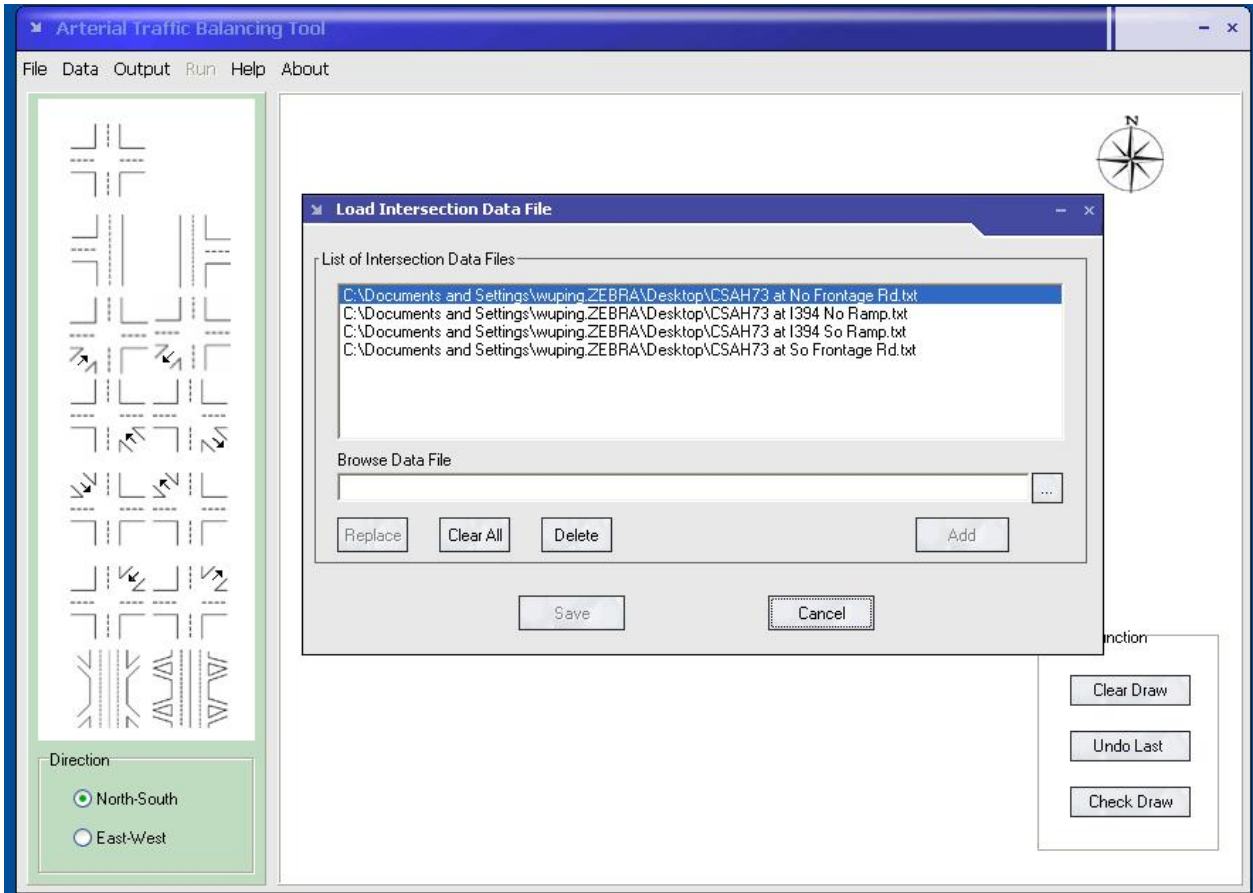 Arterial Traffic Balancing Tool
File Data Output Run Help About
N
Load Intersection Data File
List of Intersection Data Files
C:\Documents and Settings\wuping.ZEBRA\Desktop\CSAH73 at No Frontage Rd.txt
C:\Documents and Settings\wuping.ZEBRA\Desktop\CSAH73 at I394 No Ramp.txt
C:\Documents and Settings\wuping.ZEBRA\Desktop\CSAH73 at I394 So Ramp.txt
C:\Documents and Settings\wuping.ZEBRA\Desktop\CSAH73 at So Frontage Rd.txt
Browse Data File
...
Replace Clear All Delete Add
Save Cancel
nction
Clear Draw
Undo Last
Check Draw
Direction
North-South
East-West